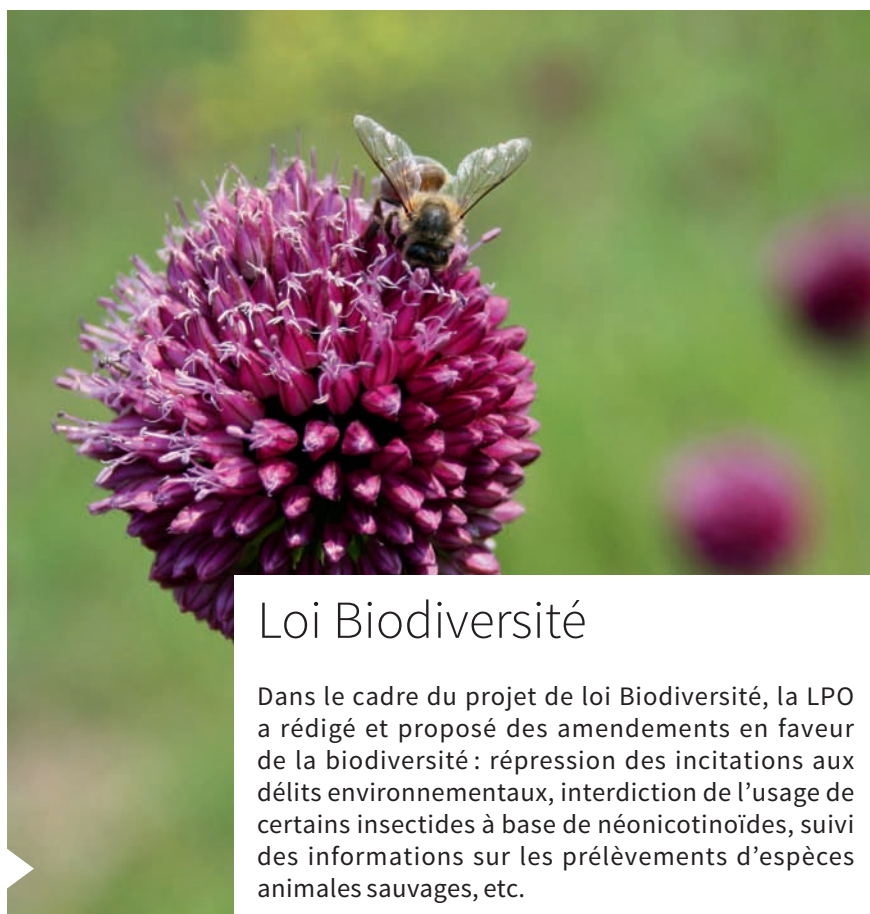 Loi Biodiversité
Dans le cadre du projet de loi Biodiversité, la LPO
a rédigé et proposé des amendements en faveur
de la biodiversité : répression des incitations aux
délits environnementaux, interdiction de l’usage de
certains insectides à base de néonicotinoïdes, suivi
des informations sur les prélèvements d’espèces
animales sauvages, etc.